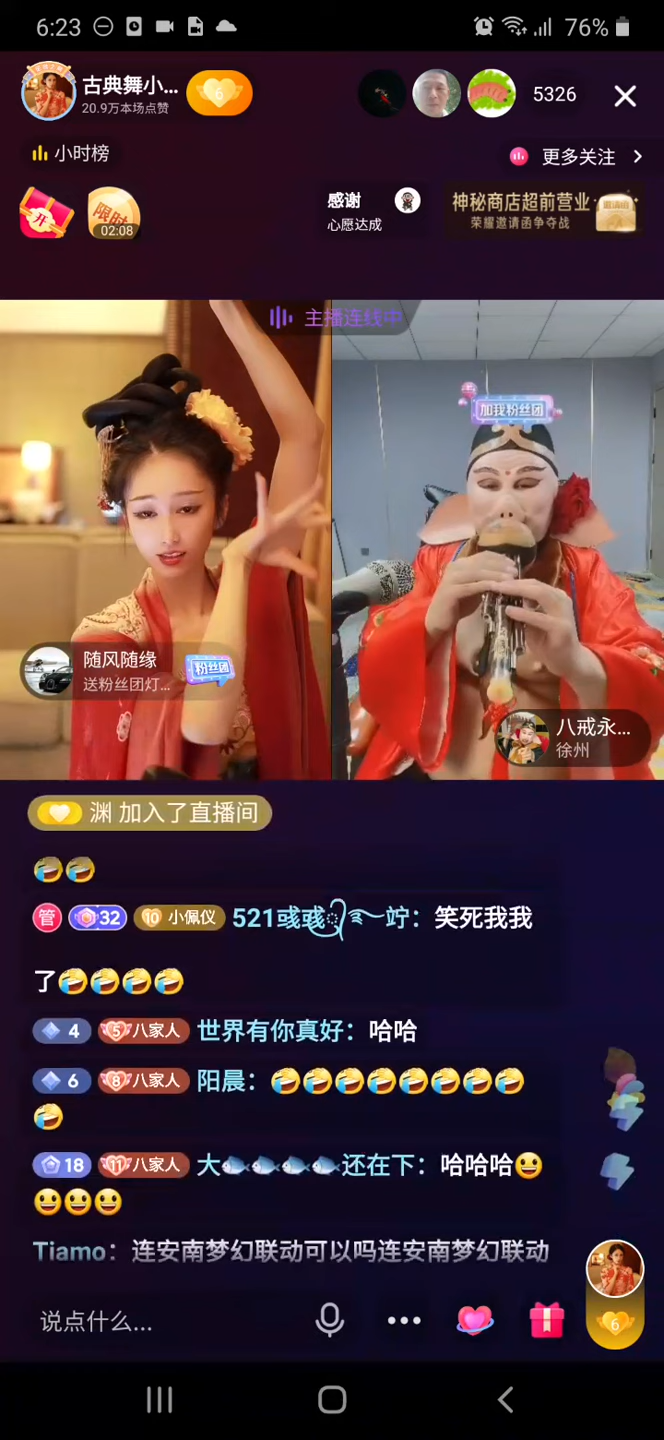 6:23
76%
古典舞小...
20.9万本场点赞
6
5326
小时榜
更多关注
开
限时
02:08
感谢
心愿达成
神秘商店超前营业
荣耀邀请函争夺战
邀请函
主播连线中
加我粉丝团
随风随缘
送粉丝团灯...
粉丝团
八戒永...
徐州
渊 加入了直播间
🤣🤣
管 32 10 小佩仪 521彧彧 竚：笑死我我
了🤣🤣🤣🤣
4 5 八家人 世界有你真好：哈哈
6 8 八家人 阳晨：🤣🤣🤣🤣🤣🤣🤣🤣
🤣
18 11 八家人 大🐟🐟🐟🐟还在下：哈哈哈😃
😃😃😃
Tiamo：连安南梦幻联动可以吗连安南梦幻联动
说点什么...
6